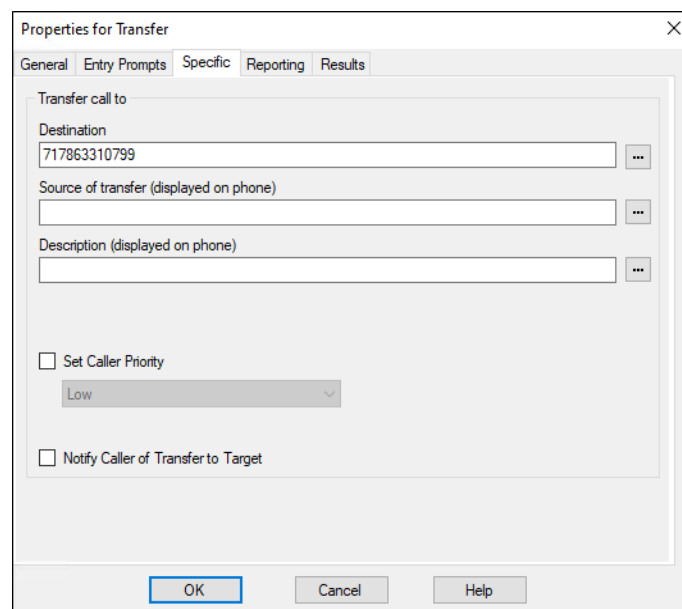 Properties for Transfer
General Entry Prompts Specific Reporting Results
Transfer call to
Destination
717863310799
...
Source of transfer (displayed on phone)
...
Description (displayed on phone)
...
Set Caller Priority
Low
Notify Caller of Transfer to Target
OK Cancel Help